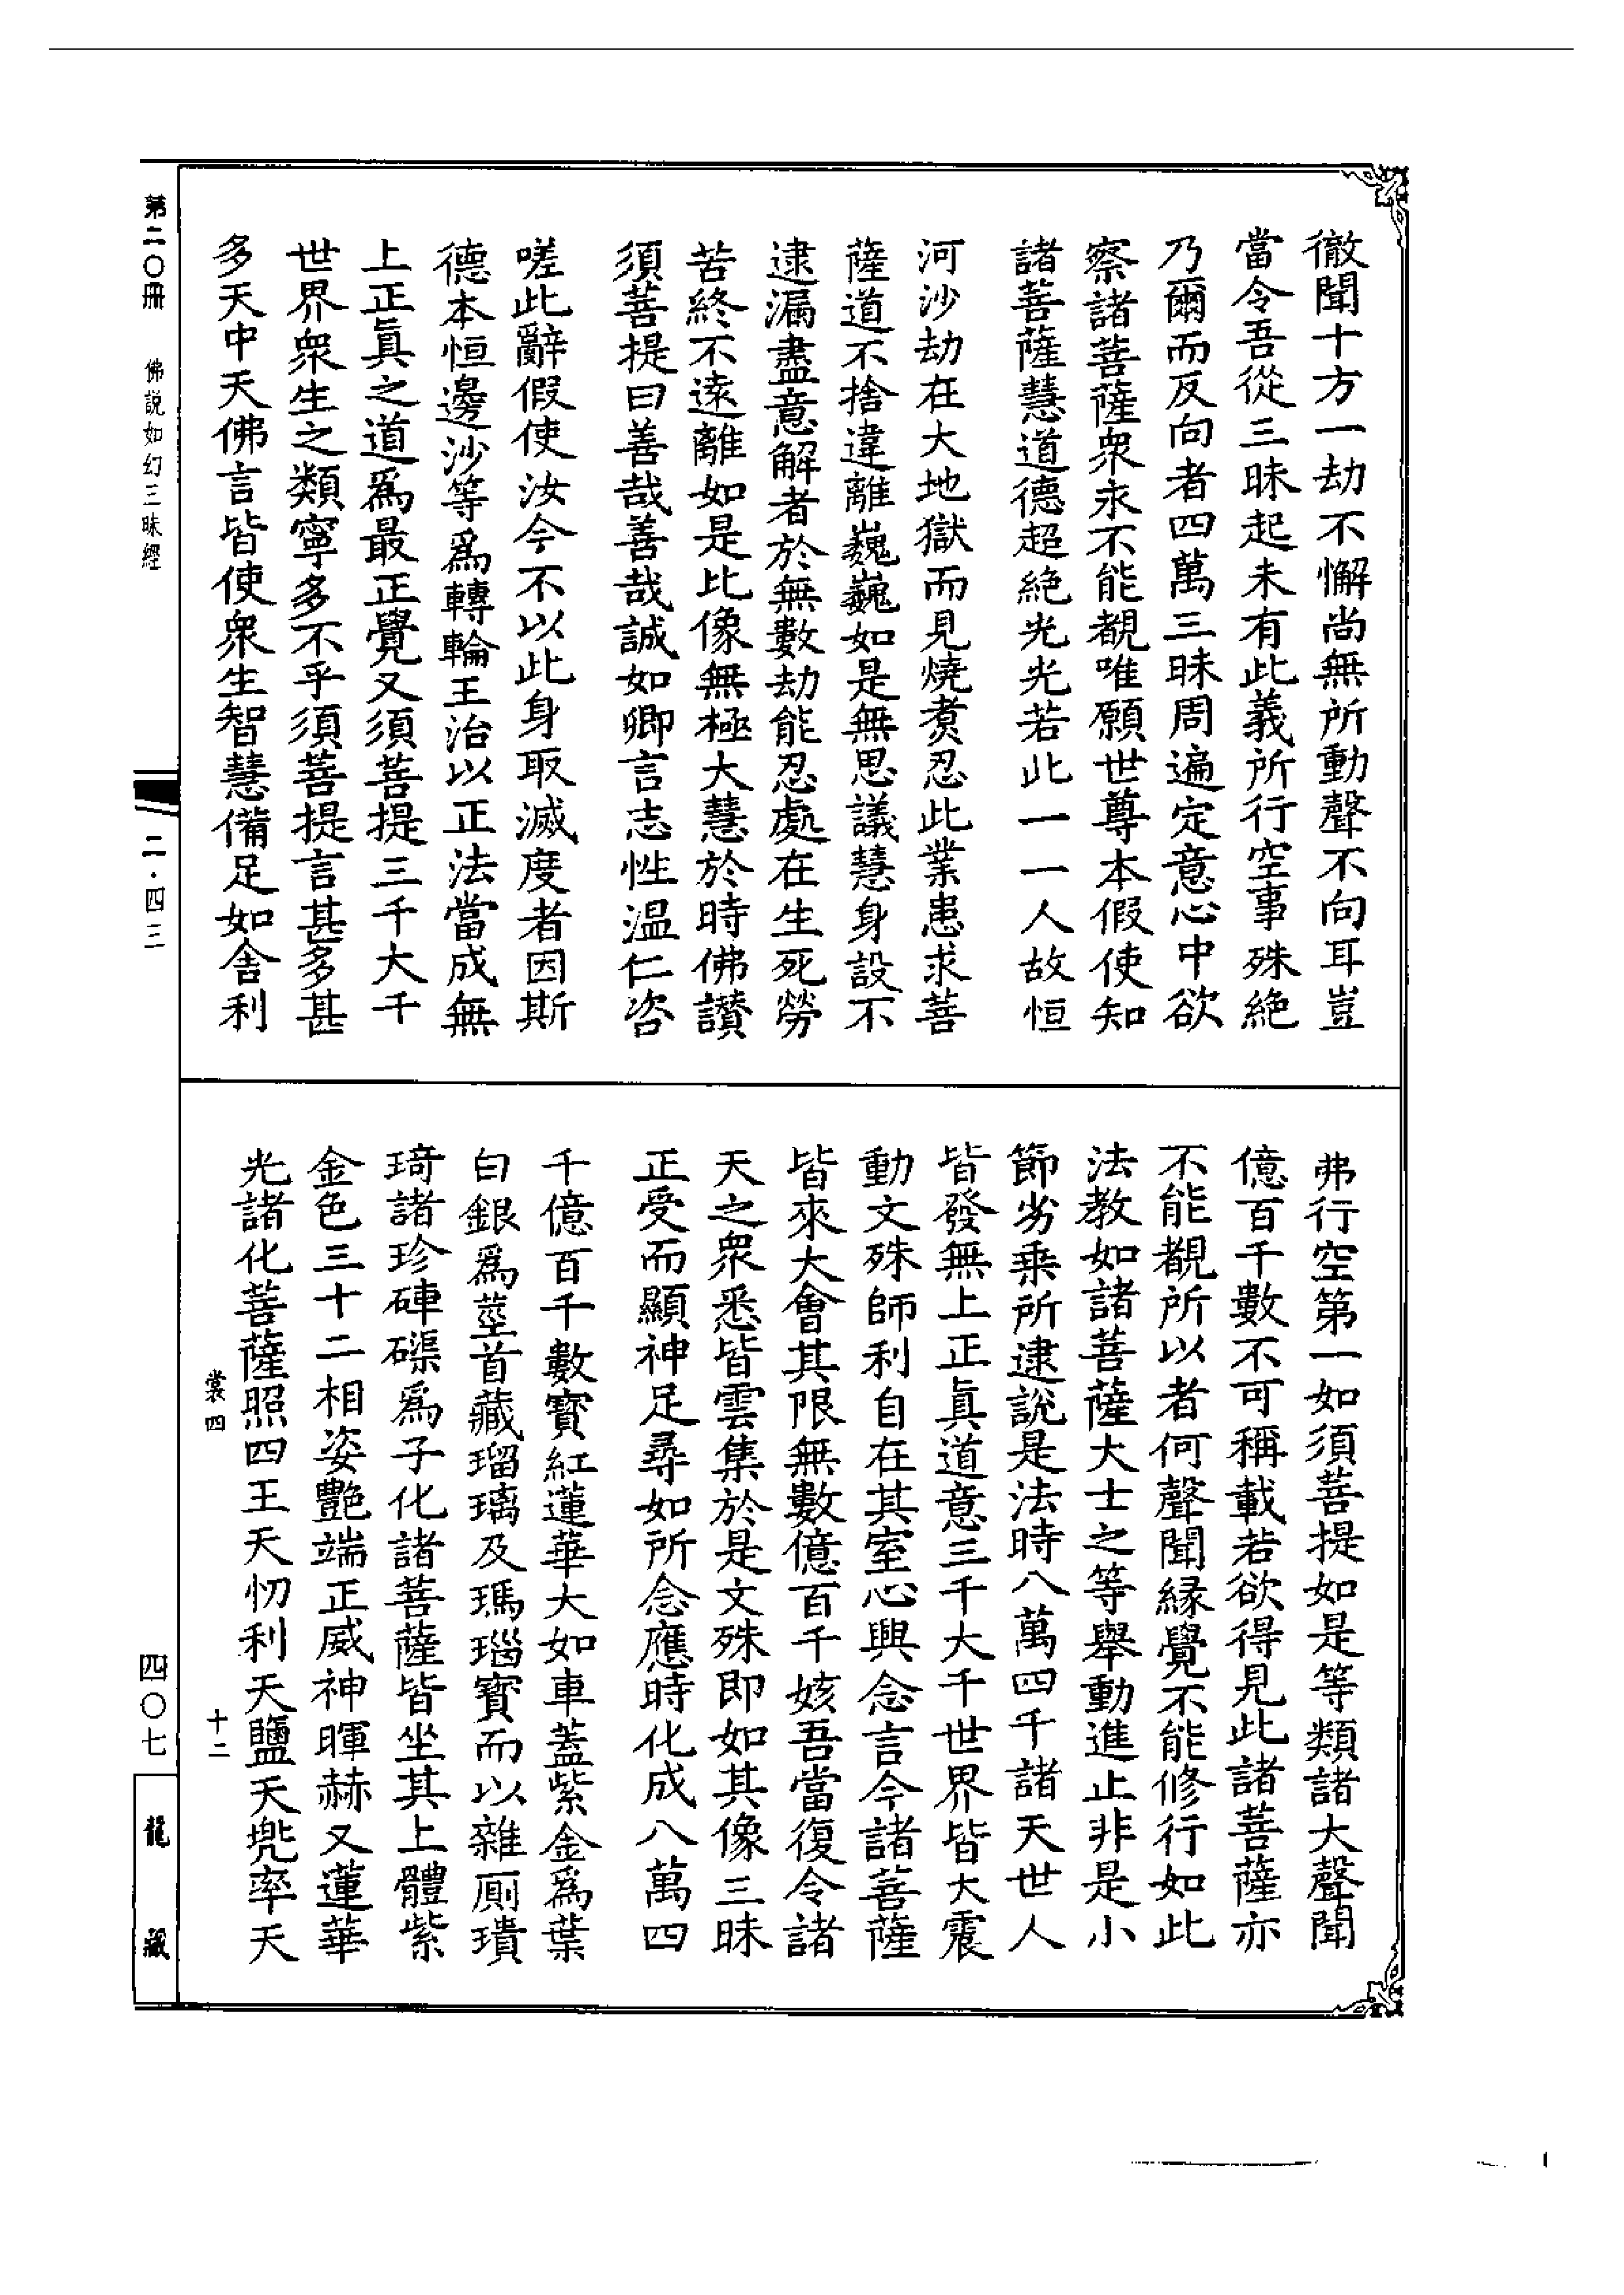 徹聞十方一劫不懈尚無所動聲不向耳豈
當令吾從三昧起未有此義所行空事殊絕
乃爾而反向者四萬三昧周遍定意心中欲
察諸菩薩衆永不能覩唯願世尊本假使知
諸菩薩慧道德超絕光光若此一一人故恒
河沙劫在大地獄而見燒煑忍此業患求菩
薩道不捨違離巍巍如是無思議慧身設不
逮漏盡意解者於無數劫能忍處在生死勞
苦終不遠離如是比像無極大慧於時佛讃
須菩提曰善哉善哉誠如卿言志性温仁咨
嗟此辭假使汝今不以此身取滅度者因斯
德本恒邊沙等爲轉輪王治以正法當成無
上正眞之道爲最正覺又須菩提三千大千
世界衆生之類寧多不乎須菩提言甚多甚
多天中天佛言皆使衆生智慧備足如舍利
弗行空第一如須菩提如是等類諸大聲聞
億百千數不可稱載若欲得見此諸菩薩亦
不能覩所以者何聲聞緣覺不能修行如此
法教如諸菩薩大士之等舉動進止非是小
節劣乗所逮説是法時八萬四千諸天世人
皆發無上正眞道意三千大千世界皆大震
動文殊師利自在其室心興念言今諸菩薩
皆來大會其限無數億百千姟吾當復令諸
天之衆悉皆雲集於是文殊即如其像三昧
正受而顯神足尋如所念應時化成八萬四
千億百千數寳紅蓮華大如車蓋紫金爲葉
白銀爲莖首藏瑠璃及瑪瑙寳而以雜厠璝
琦諸珍硨磲爲子化諸菩薩皆坐其上體紫
金色三十二相姿艷端正威神暉赫又蓮華
光諸化菩薩照四王天忉利天鹽天兠率天
裳四
十二
第二〇冊
佛説如幻三昧經
二·四三
四〇七
龍藏